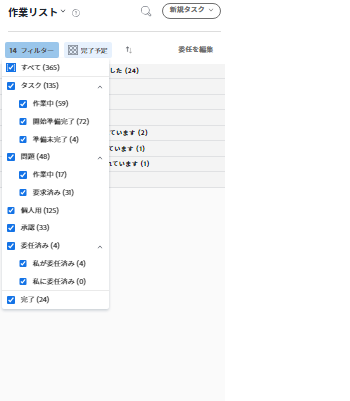 作業リスト
新規タスク
14 フィルター 完了予定 委任を編集
すべて (365)
した (24)
タスク (135)
作業中 (59)
開始準備完了 (72)
ています (2)
準備未完了 (4)
ています (1)
問題 (48)
れています (1)
作業中 (17)
要求済み (31)
個人用 (125)
承認 (33)
委任済み (4)
私が委任済み (4)
私に委任済み (0)
完了 (24)